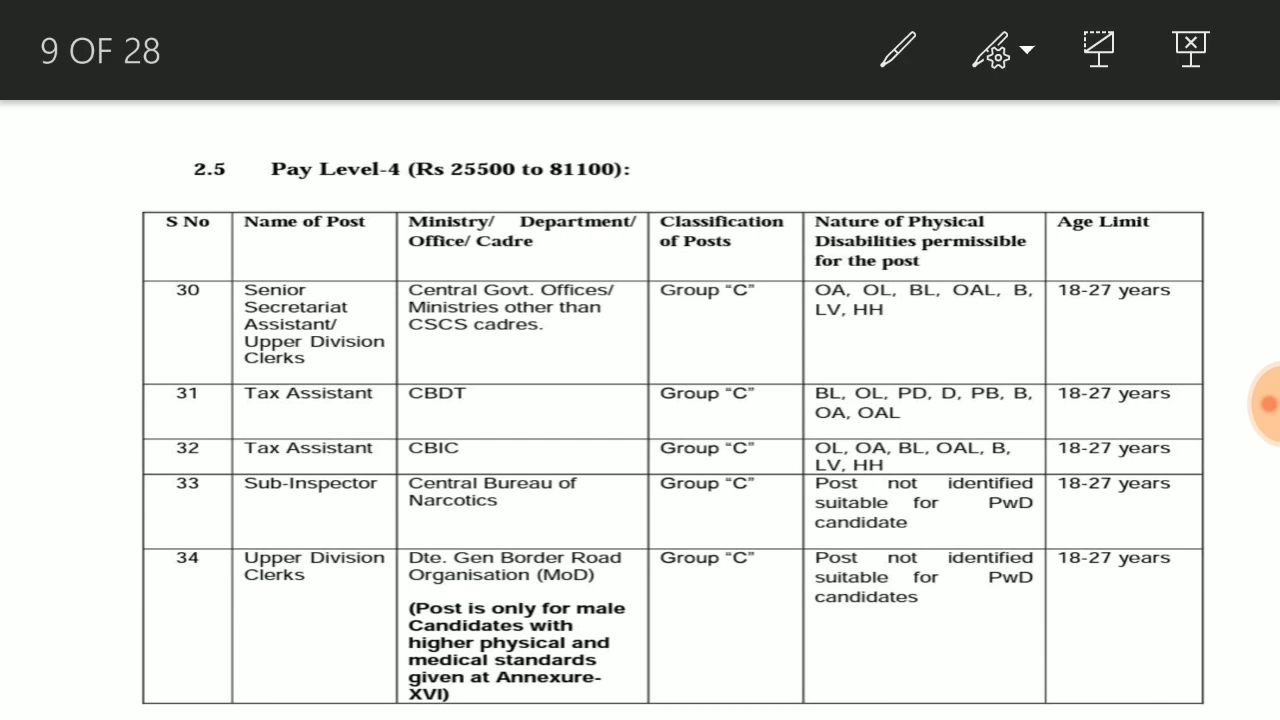 9 OF 28
2.5 Pay Level-4 (Rs 25500 to 81100):
S No Name of Post Ministry/ Department/ Classification Nature of Physical Age Limit
Office/ Cadre of Posts Disabilities permissible
for the post
30 Senior Central Govt. Offices/ Group “C” OA, OL, BL, OAL, B, 18-27 years
Secretariat Ministries other than LV, HH
Assistant/ CSCS cadres.
Upper Division
Clerks
31 Tax Assistant CBDT Group “C” BL, OL, PD, D, PB, B, 18-27 years
OA, OAL
32 Tax Assistant CBIC Group “C” OL, OA, BL, OAL, B, 18-27 years
LV, HH
33 Sub-Inspector Central Bureau of Group “C” Post not identified 18-27 years
Narcotics suitable for PwD
candidate
34 Upper Division Dte. Gen Border Road Group “C” Post not identified 18-27 years
Clerks Organisation (MoD) suitable for PwD
candidates
(Post is only for male
Candidates with
higher physical and
medical standards
given at Annexure-
XVI)